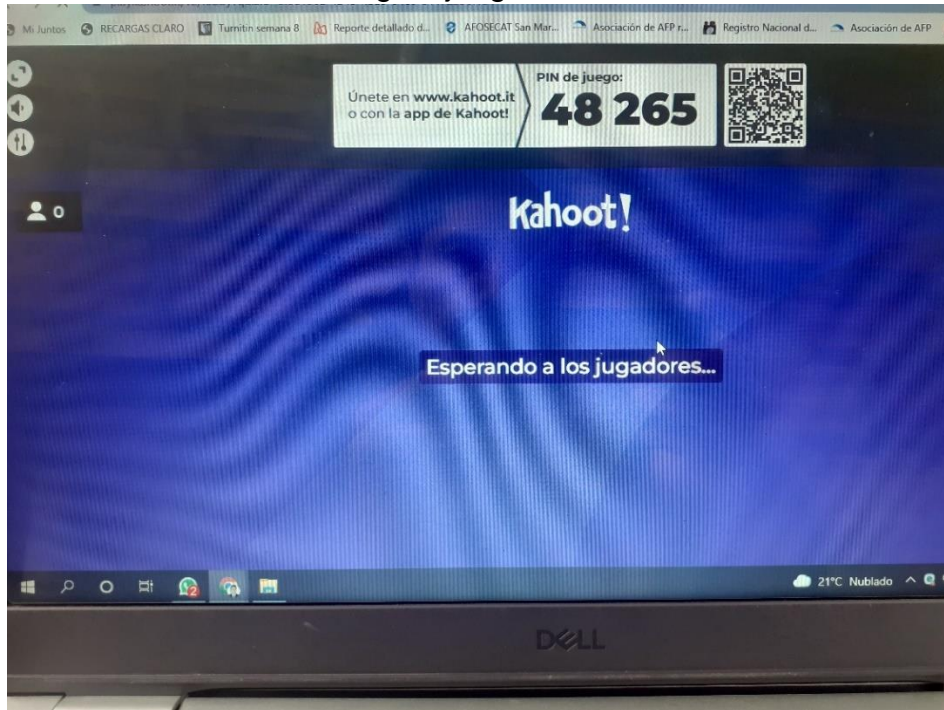 Mi Juntos
RECARGAS CLARO
Turnitin semana 8
Reporte detallado d...
AFOSECAT San Mar...
Asociación de AFP r...
Registro Nacional d...
Asociación de AFP
Únete en www.kahoot.it
o con la app de Kahoot!
PIN de juego:
48 265
0
Kahoot!
Esperando a los jugadores...
2
21°C Nublado
DELL